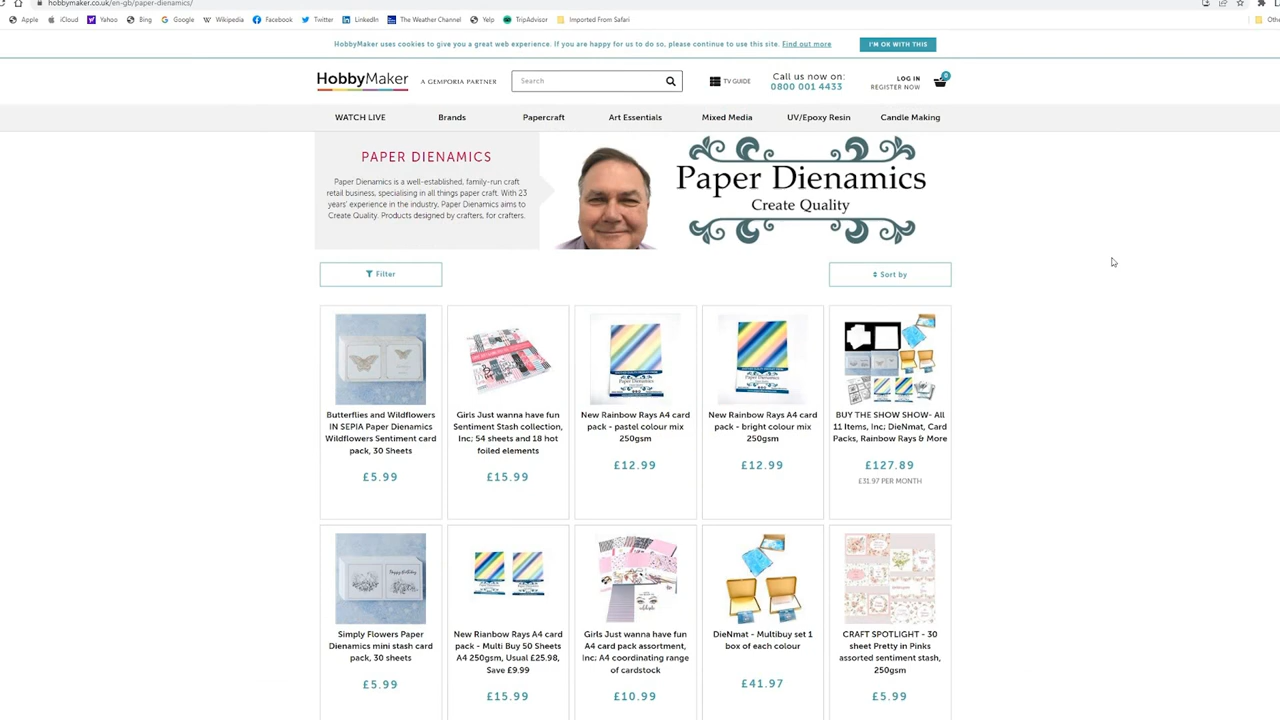 hobbymaker.co.uk/en-gb/paper-dienamics/
Apple iCloud Yahoo Bing Google Wikipedia Facebook Twitter LinkedIn The Weather Channel Yelp TripAdvisor Imported From Safari
HobbyMaker uses cookies to give you a great web experience. If you are happy for us to do so, please continue to use this site. Find out more I'M OK WITH THIS
HobbyMaker A GEMPORIA PARTNER Search TV GUIDE
Call us now on:
0800 001 4433
LOG IN
REGISTER NOW
0
WATCH LIVE Brands Papercraft Art Essentials Mixed Media UV/Epoxy Resin Candle Making
PAPER DIENAMICS
Paper Dienamics is a well-established, family-run craft
retail business, specialising in all things paper craft. With 23
years' experience in the industry, Paper Dienamics aims to
Create Quality. Products designed by crafters, for crafters.
Paper Dienamics
Create Quality
Filter
Sort by
Butterflies and Wildflowers
IN SEPIA Paper Dienamics
Wildflowers Sentiment card
pack, 30 Sheets
£5.99
Girls Just wanna have fun
Sentiment Stash collection,
Inc; 54 sheets and 18 hot
foiled elements
£15.99
Paper Dienamics
New Rainbow Rays A4 card
pack - pastel colour mix
250gsm
£12.99
Paper Dienamics
New Rainbow Rays A4 card
pack - bright colour mix
250gsm
£12.99
BUY THE SHOW SHOW- All
11 Items, Inc; DieNmat, Card
Packs, Rainbow Rays & More
£127.89
£31.97 PER MONTH
Simply Flowers Paper
Dienamics mini stash card
pack, 30 sheets
£5.99
New Rianbow Rays A4 card
pack - Multi Buy 50 Sheets
A4 250gsm, Usual £25.98,
Save £9.99
£15.99
Girls Just wanna have fun
A4 card pack assortment,
Inc; A4 coordinating range
of cardstock
£10.99
DieNmat - Multibuy set 1
box of each colour
£41.97
CRAFT SPOTLIGHT - 30
sheet Pretty in Pinks
assorted sentiment stash,
250gsm
£5.99